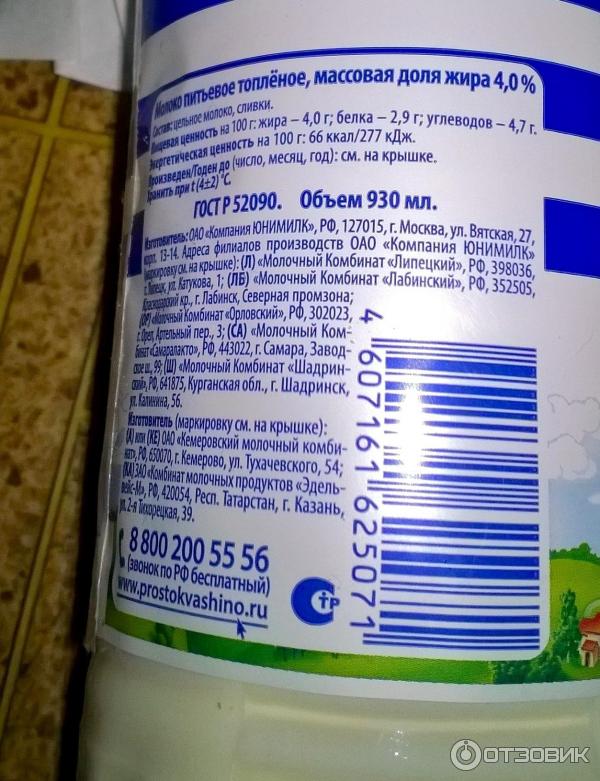 Молоко питьевое топлёное, массовая доля жира 4,0 %
Состав: цельное молоко, сливки.
Пищевая ценность на 100 г: жира – 4,0 г; белка – 2,9 г; углеводов – 4,7 г.
Энергетическая ценность на 100 г: 66 ккал/277 кДж.
Произведен/Годен до (число, месяц, год): см. на крышке.
Хранить при t (4±2) °С.
ГОСТ Р 52090. Объем 930 мл.
Изготовитель: ОАО «Компания ЮНИМИЛК», РФ, 127015, г. Москва, ул. Вятская, 27,
корп. 13-14. Адреса филиалов производств ОАО «Компания ЮНИМИЛК»
(маркировку см. на крышке): (Л) «Молочный Комбинат «Липецкий», РФ, 398036,
г. Липецк, ул. Катукова, 1; (ЛБ) «Молочный Комбинат «Лабинский», РФ, 352505,
Краснодарский кр., г. Лабинск, Северная промзона;
(ОР) «Молочный Комбинат «Орловский», РФ, 302023,
г. Орел, Артельный пер., 3; (СА) «Молочный Ком-
бинат «Самаралакто», РФ, 443022, г. Самара, Завод-
ское ш., 99; (Ш) «Молочный Комбинат «Шадрин-
ский», РФ, 641875, Курганская обл., г. Шадринск,
ул. Калинина, 56.
Изготовитель (маркировку см. на крышке):
(А) или (КЕ) ОАО «Кемеровский молочный комби-
нат», РФ, 650070, г. Кемерово, ул. Тухачевского, 54;
(КА) ЗАО «Комбинат молочных продуктов «Эдель-
вейс-М», РФ, 420054, Респ. Татарстан, г. Казань,
ул. 2-я Тихорецкая, 39.
8 800 200 55 56
(звонок по РФ бесплатный)
www.prostokvashino.ru
СТР
4 607161 625071
ОТЗОВИК